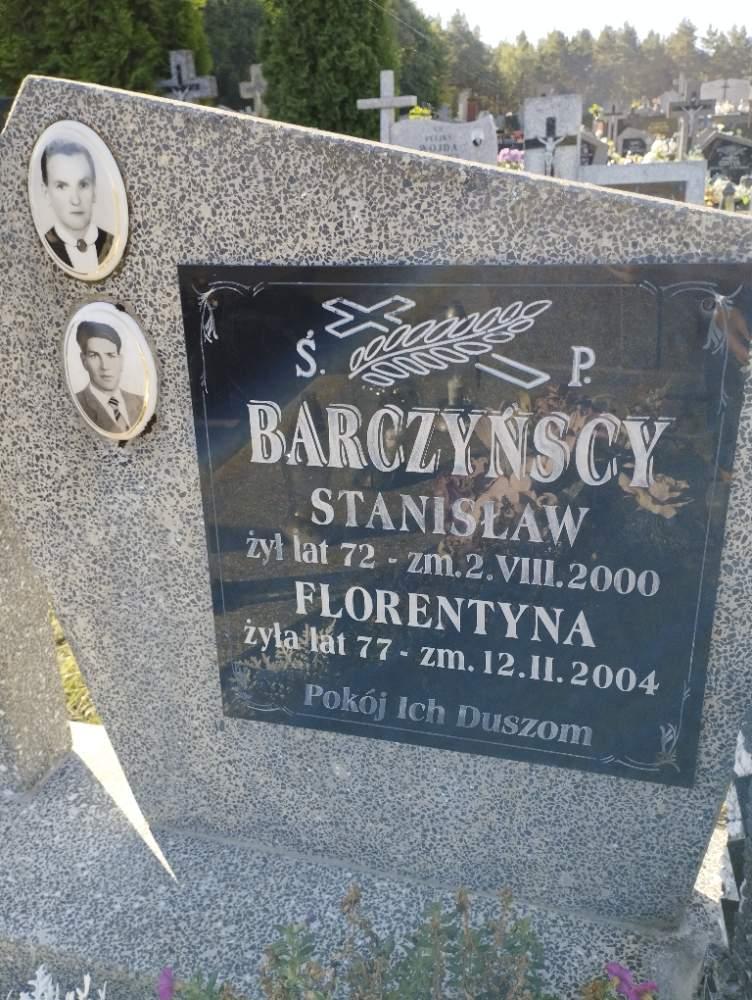 Ś. P.
BARCZYŃSCY
STANISŁAW
żył lat 72 - zm. 2.VIII.2000
FLORENTYNA
żyła lat 77 - zm. 12.II.2004
Pokój Ich Duszom
WOJDA